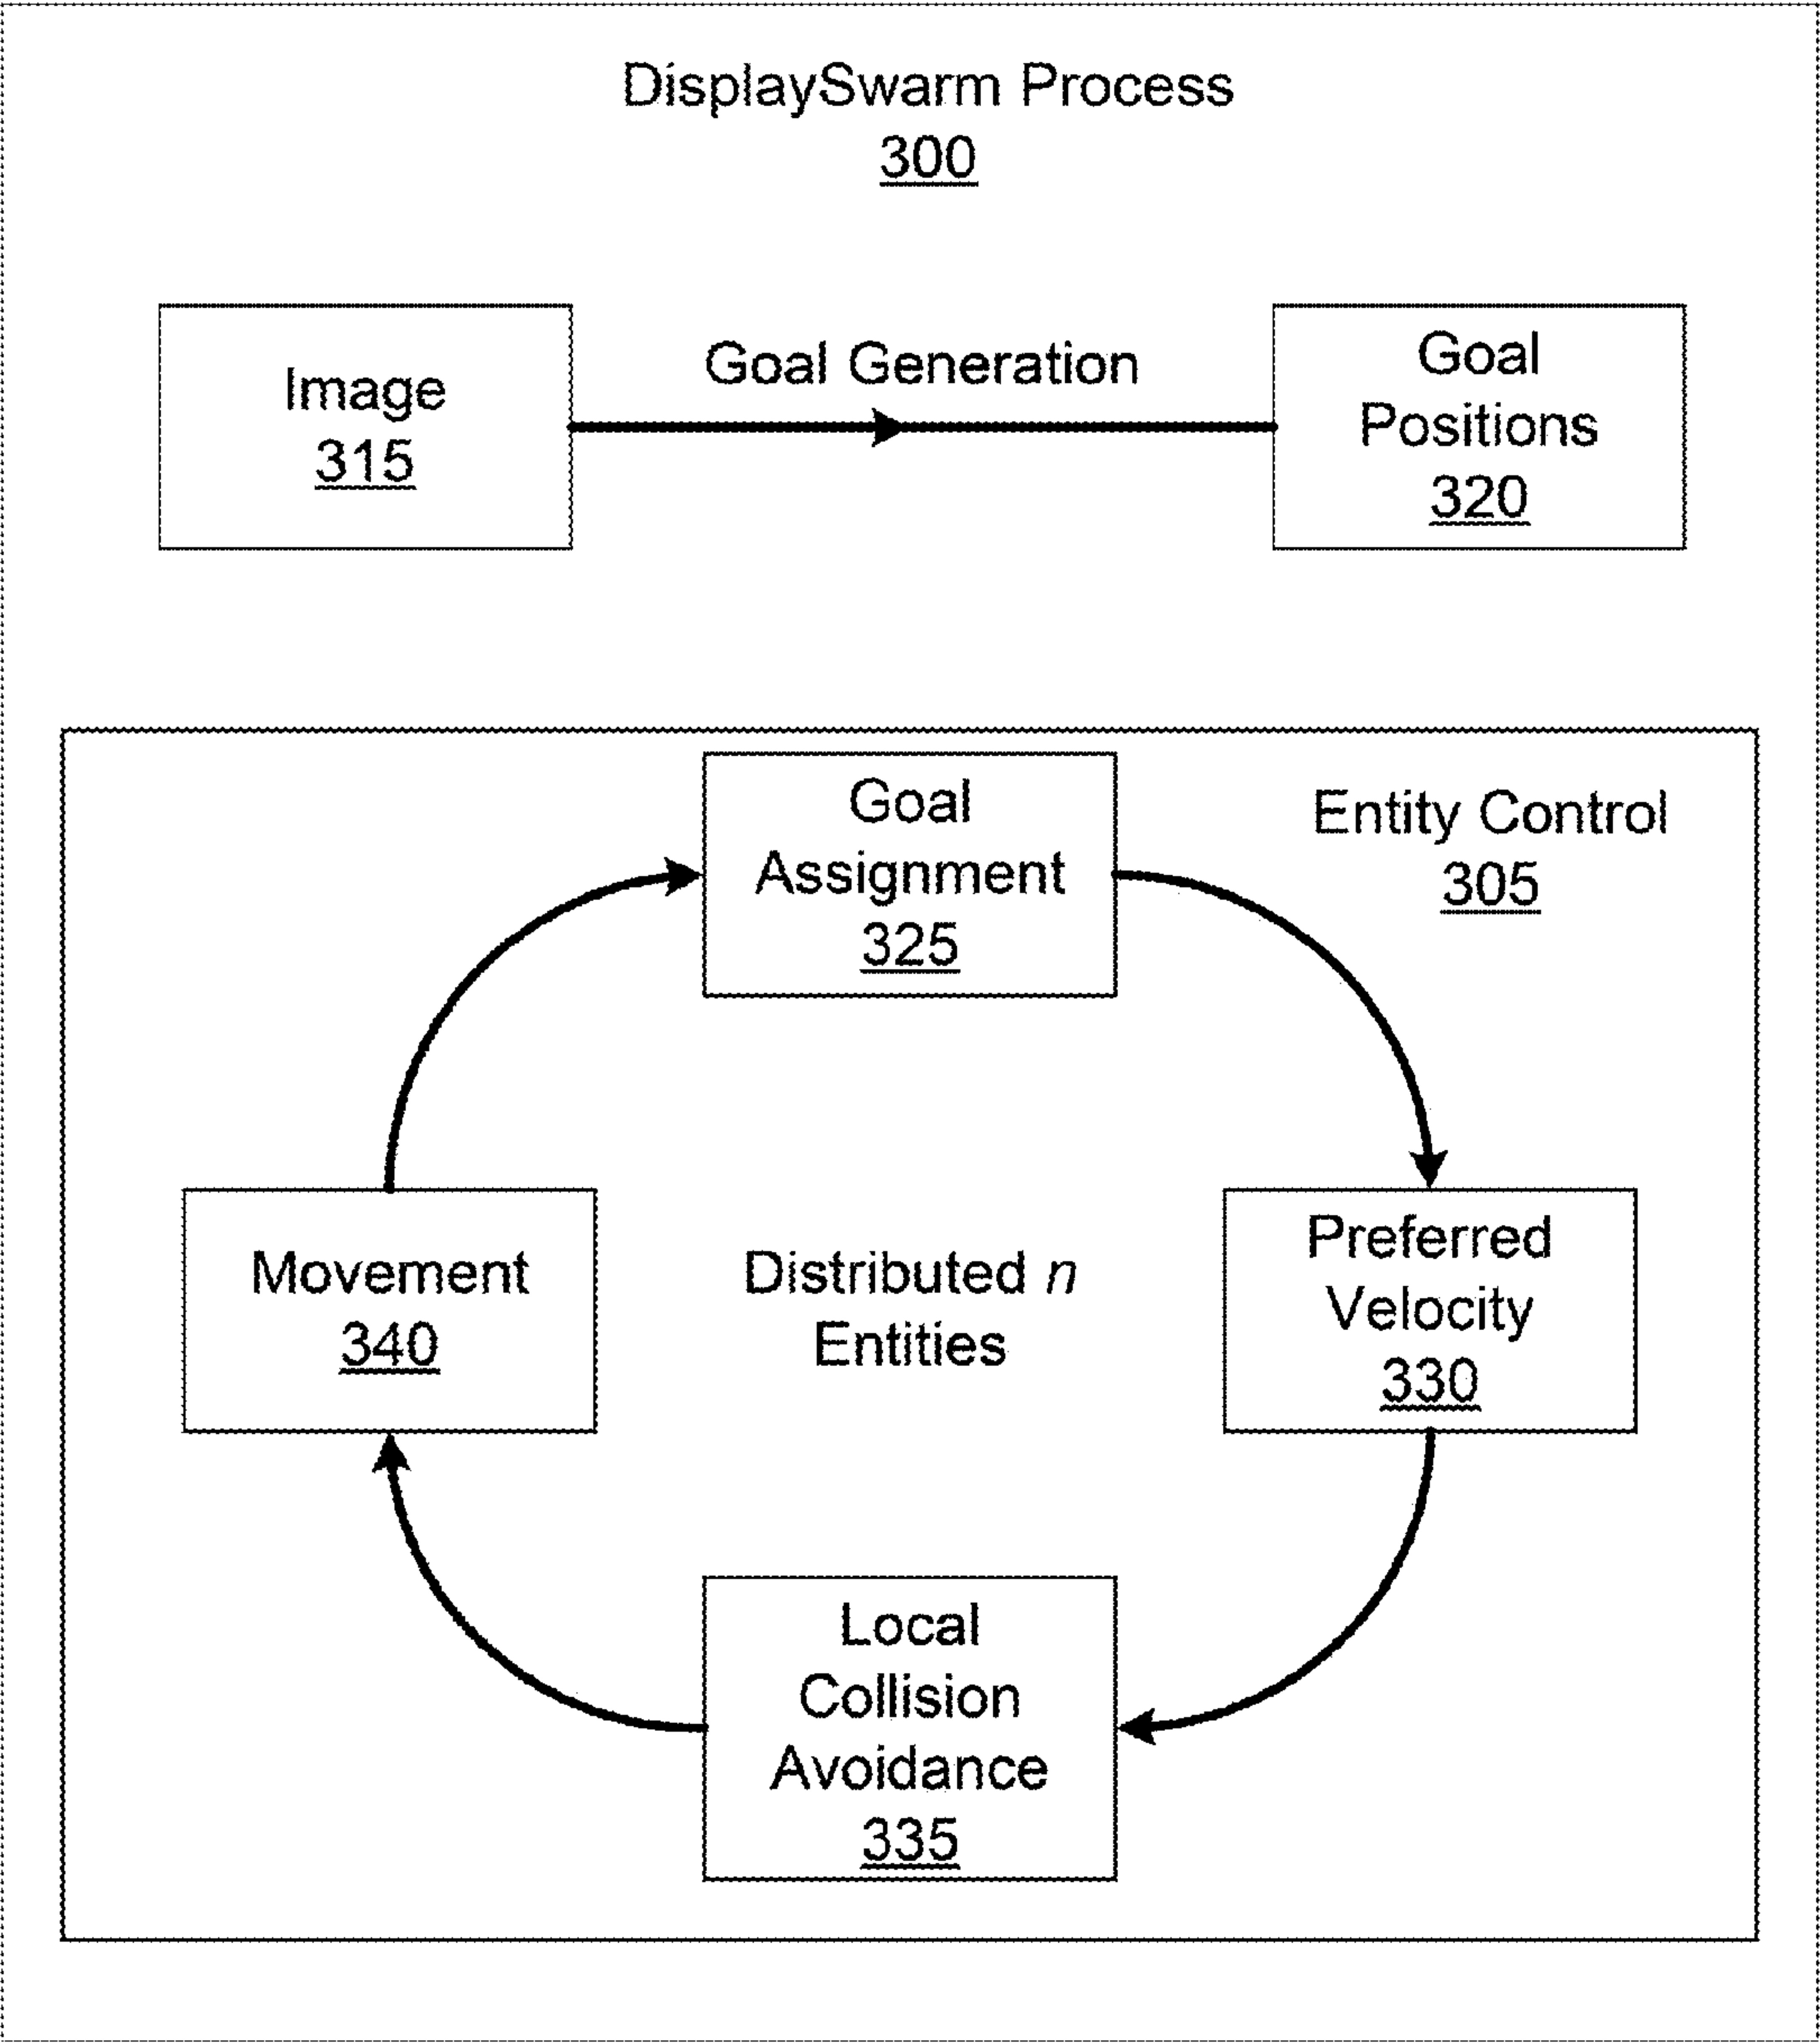 DisplaySwarm Process
300
Image
315
Goal Generation
Goal
Positions
320
Goal
Assignment
325
Entity Control
305
Movement
340
Distributed n
Entities
Preferred
Velocity
330
Local
Collision
Avoidance
335